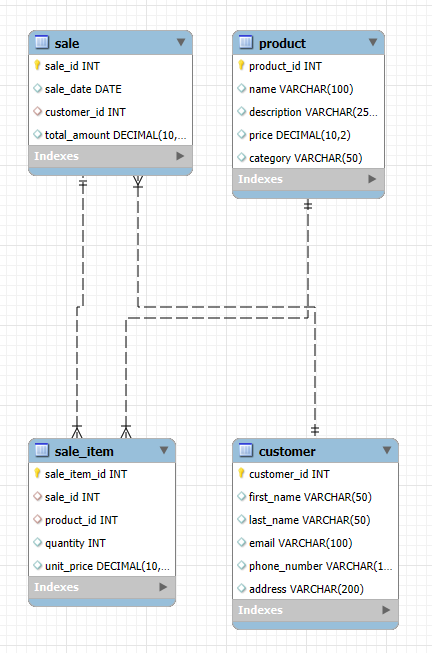 sale
sale_id INT
sale_date DATE
customer_id INT
total_amount DECIMAL(10,...
Indexes
product
product_id INT
name VARCHAR(100)
description VARCHAR(25...
price DECIMAL(10,2)
category VARCHAR(50)
Indexes
sale_item
sale_item_id INT
sale_id INT
product_id INT
quantity INT
unit_price DECIMAL(10,...
Indexes
customer
customer_id INT
first_name VARCHAR(50)
last_name VARCHAR(50)
email VARCHAR(100)
phone_number VARCHAR(1...
address VARCHAR(200)
Indexes